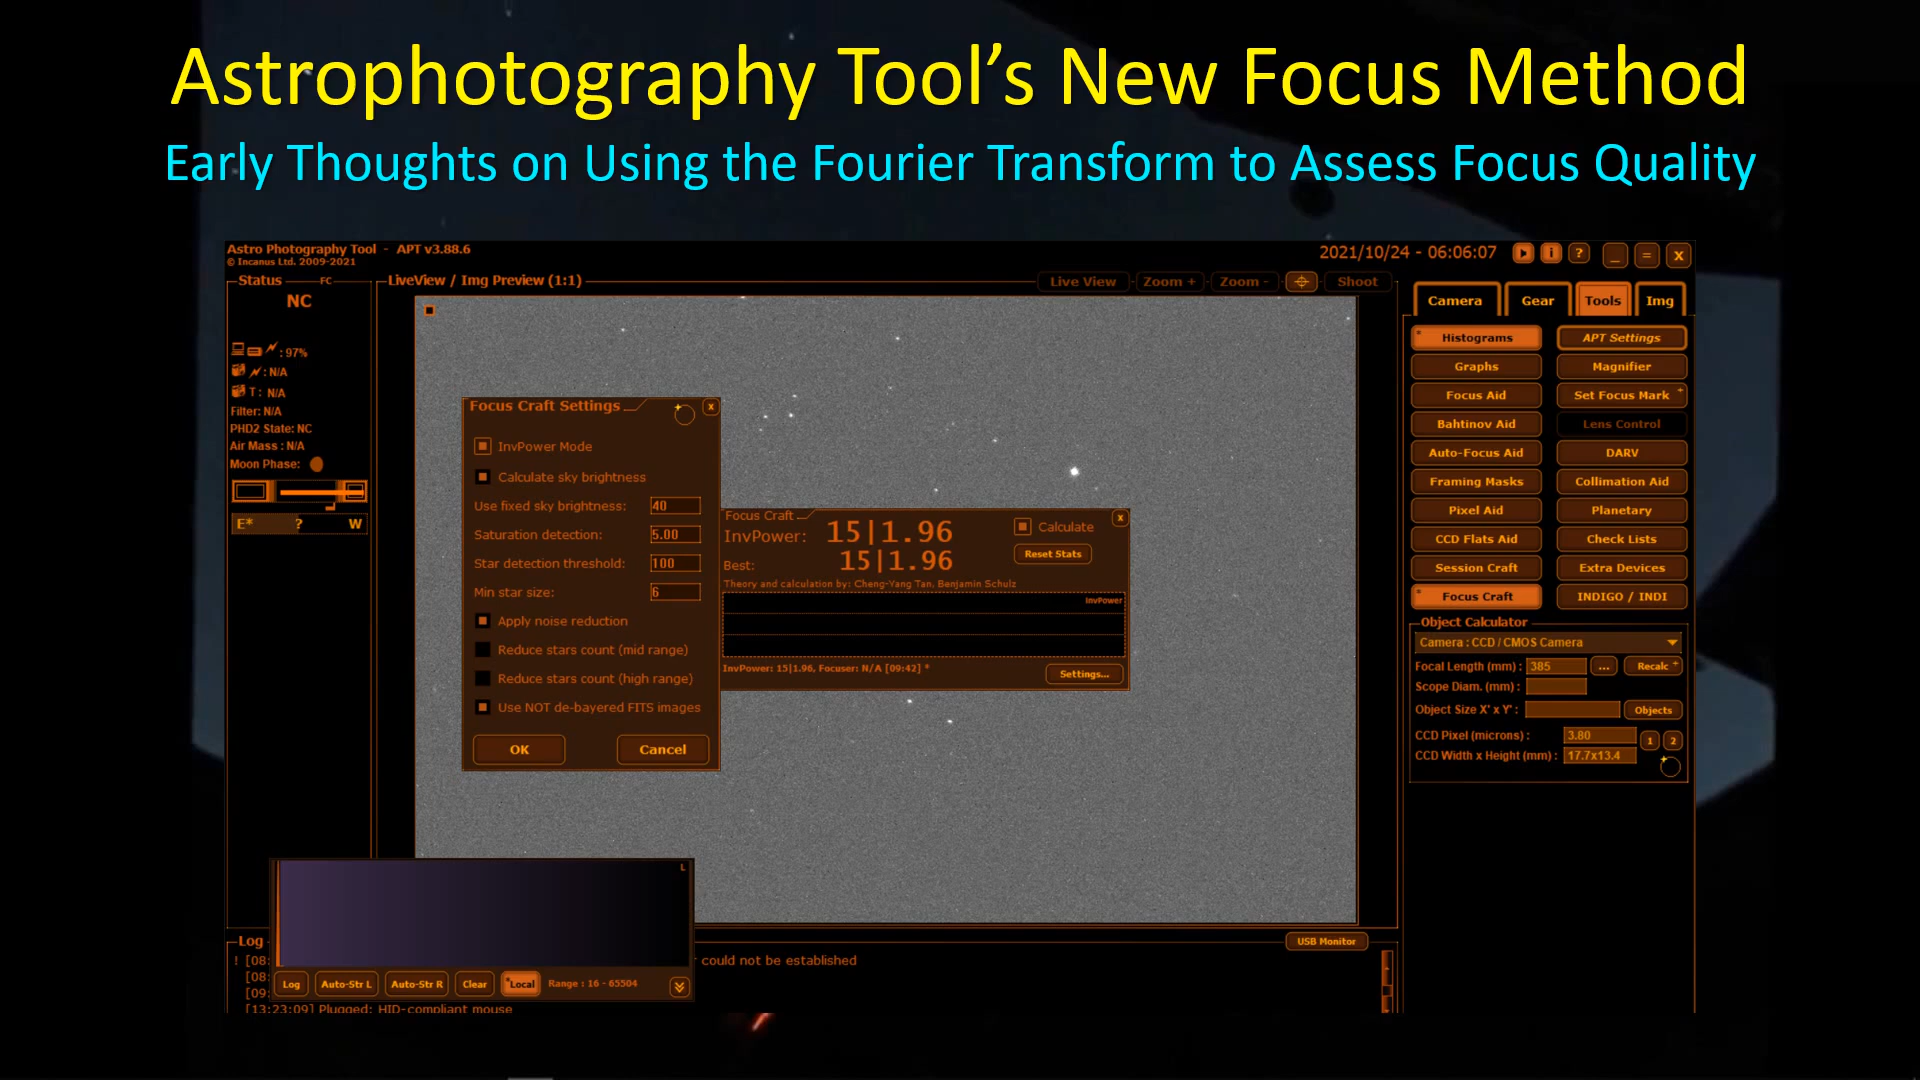 Astrophotography Tool's New Focus Method
Early Thoughts on Using the Fourier Transform to Assess Focus Quality
Astro Photography Tool - APT v3.88.6
© Incanus Ltd. 2009-2021
2021/10/24 - 06:06:07
i
?
_
=
X
Status
FC
NC
: 97%
: N/A
T : N/A
Filter: N/A
PHD2 State: NC
Air Mass : N/A
Moon Phase:
E* ? W
LiveView / Img Preview (1:1)
Live View
Zoom +
Zoom -
Shoot
Focus Craft Settings
x
InvPower Mode
Calculate sky brightness
Use fixed sky brightness: 40
Saturation detection: 5.00
Star detection threshold: 100
Min star size: 6
Apply noise reduction
Reduce stars count (mid range)
Reduce stars count (high range)
Use NOT de-bayered FITS images
OK
Cancel
Focus Craft
x
InvPower: 15|1.96
Calculate
Best: 15|1.96
Reset Stats
Theory and calculation by: Cheng-Yang Tan, Benjamin Schulz
InvPower
InvPower: 15|1.96, Focuser: N/A [09:42] *
Settings...
Camera
Gear
Tools
Img
* Histograms
APT Settings
Graphs
Magnifier
Focus Aid
Set Focus Mark +
Bahtinov Aid
Lens Control
Auto-Focus Aid
DARV
Framing Masks
Collimation Aid
Pixel Aid
Planetary
CCD Flats Aid
Check Lists
Session Craft
Extra Devices
* Focus Craft
INDIGO / INDI
Object Calculator
Camera : CCD / CMOS Camera
Focal Length (mm) : 385 ... Recalc +
Scope Diam. (mm) :
Object Size X' x Y' : Objects
CCD Pixel (microns) : 3.80
1 2
CCD Width x Height (mm) : 17.7x13.4
L
Log
Auto-Str L
Auto-Str R
Clear
*Local
Range : 16 - 65504
Log
USB Monitor
! [08:
could not be established
[08:
[09:
[13:23:09] Plugged: HID-compliant mouse